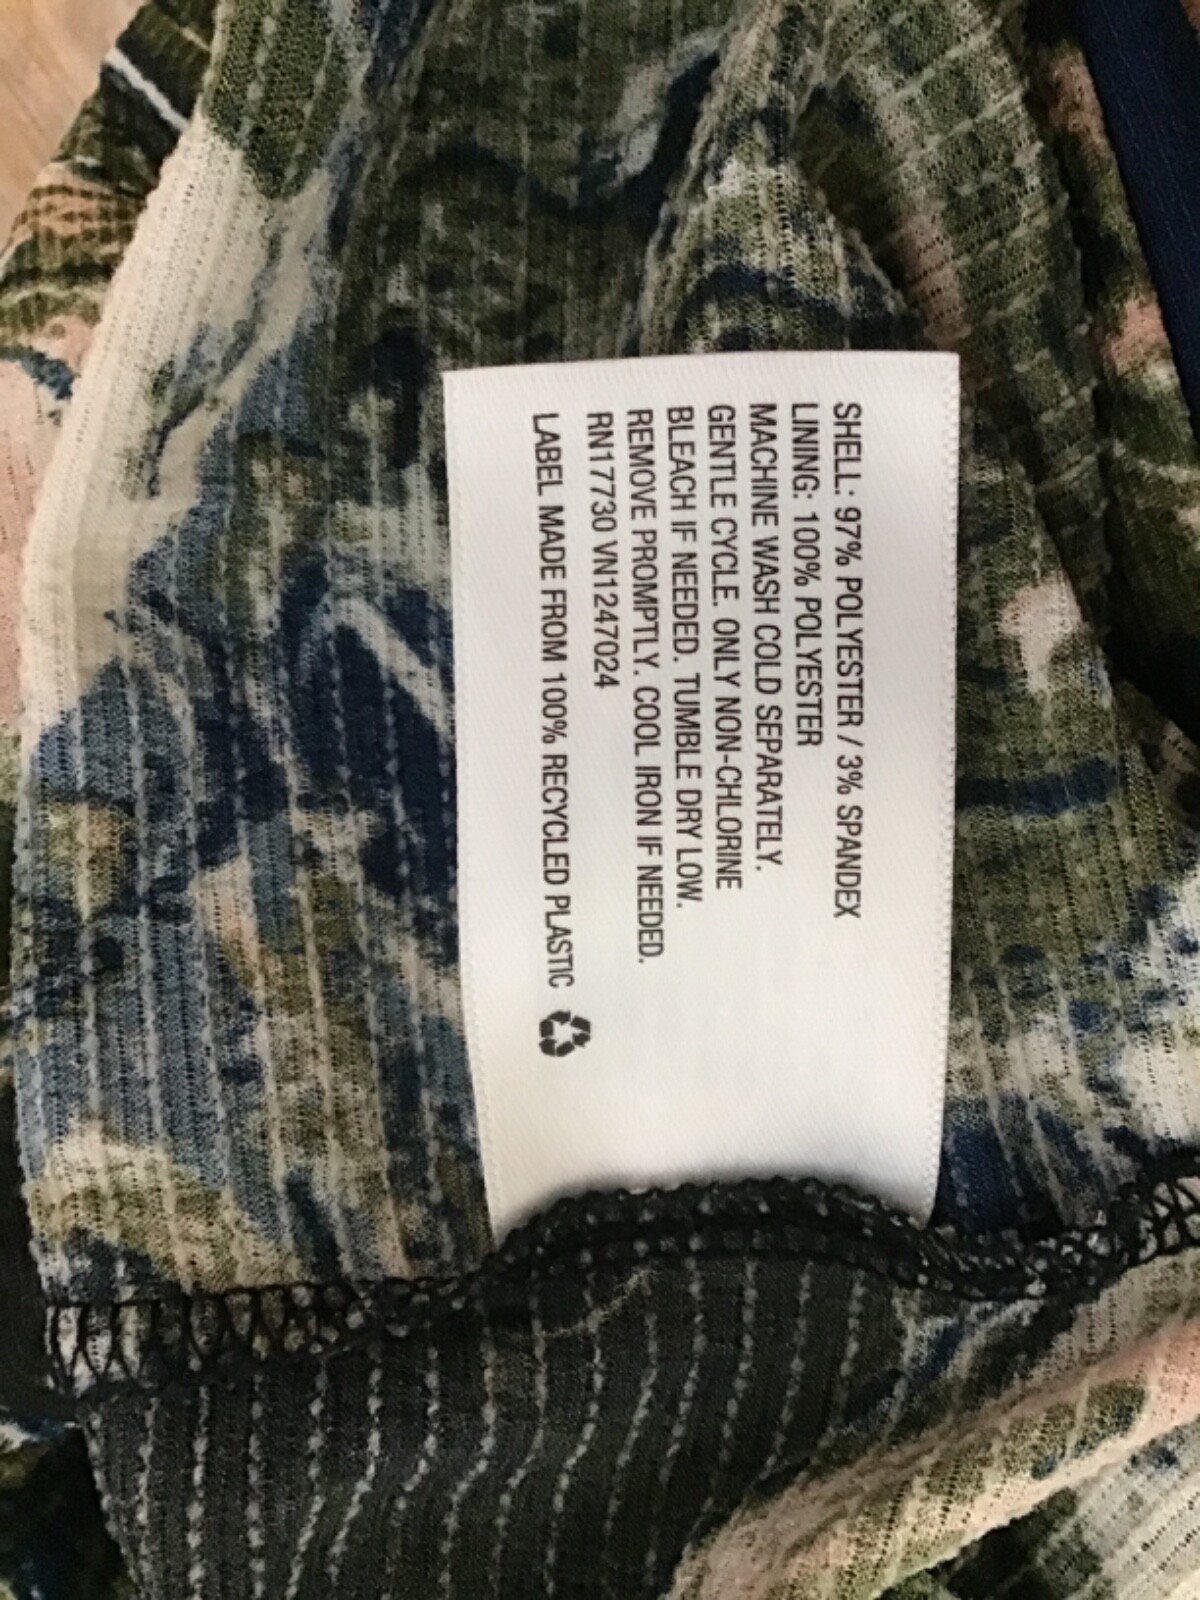 SHELL: 97% POLYESTER / 3% SPANDEX
LINING: 100% POLYESTER
MACHINE WASH COLD SEPARATELY.
GENTLE CYCLE. ONLY NON-CHLORINE
BLEACH IF NEEDED. TUMBLE DRY LOW.
REMOVE PROMPTLY. COOL IRON IF NEEDED.
RN17730 VN1247024
LABEL MADE FROM 100% RECYCLED PLASTIC